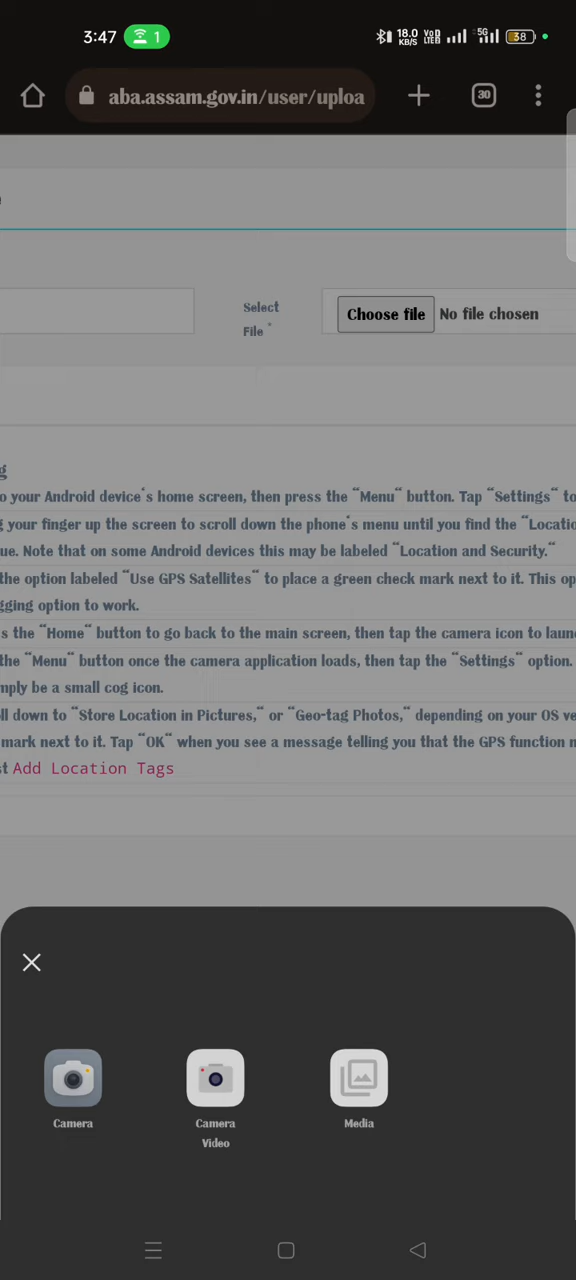 3:47 1 18.0 KB/S VoD LTE 5G 38
aba.assam.gov.in/user/uploa 30
Select
File *
Choose file No file chosen
g
o your Android device's home screen, then press the "Menu" button. Tap "Settings" to
g your finger up the screen to scroll down the phone's menu until you find the "Locatio
ue. Note that on some Android devices this may be labeled "Location and Security."
the option labeled "Use GPS Satellites" to place a green check mark next to it. This op
gging option to work.
s the "Home" button to go back to the main screen, then tap the camera icon to laun
the "Menu" button once the camera application loads, then tap the "Settings" option.
mply be a small cog icon.
ll down to "Store Location in Pictures," or "Geo-tag Photos," depending on your OS ve
mark next to it. Tap "OK" when you see a message telling you that the GPS function n
st Add Location Tags
Camera
Camera
Video
Media